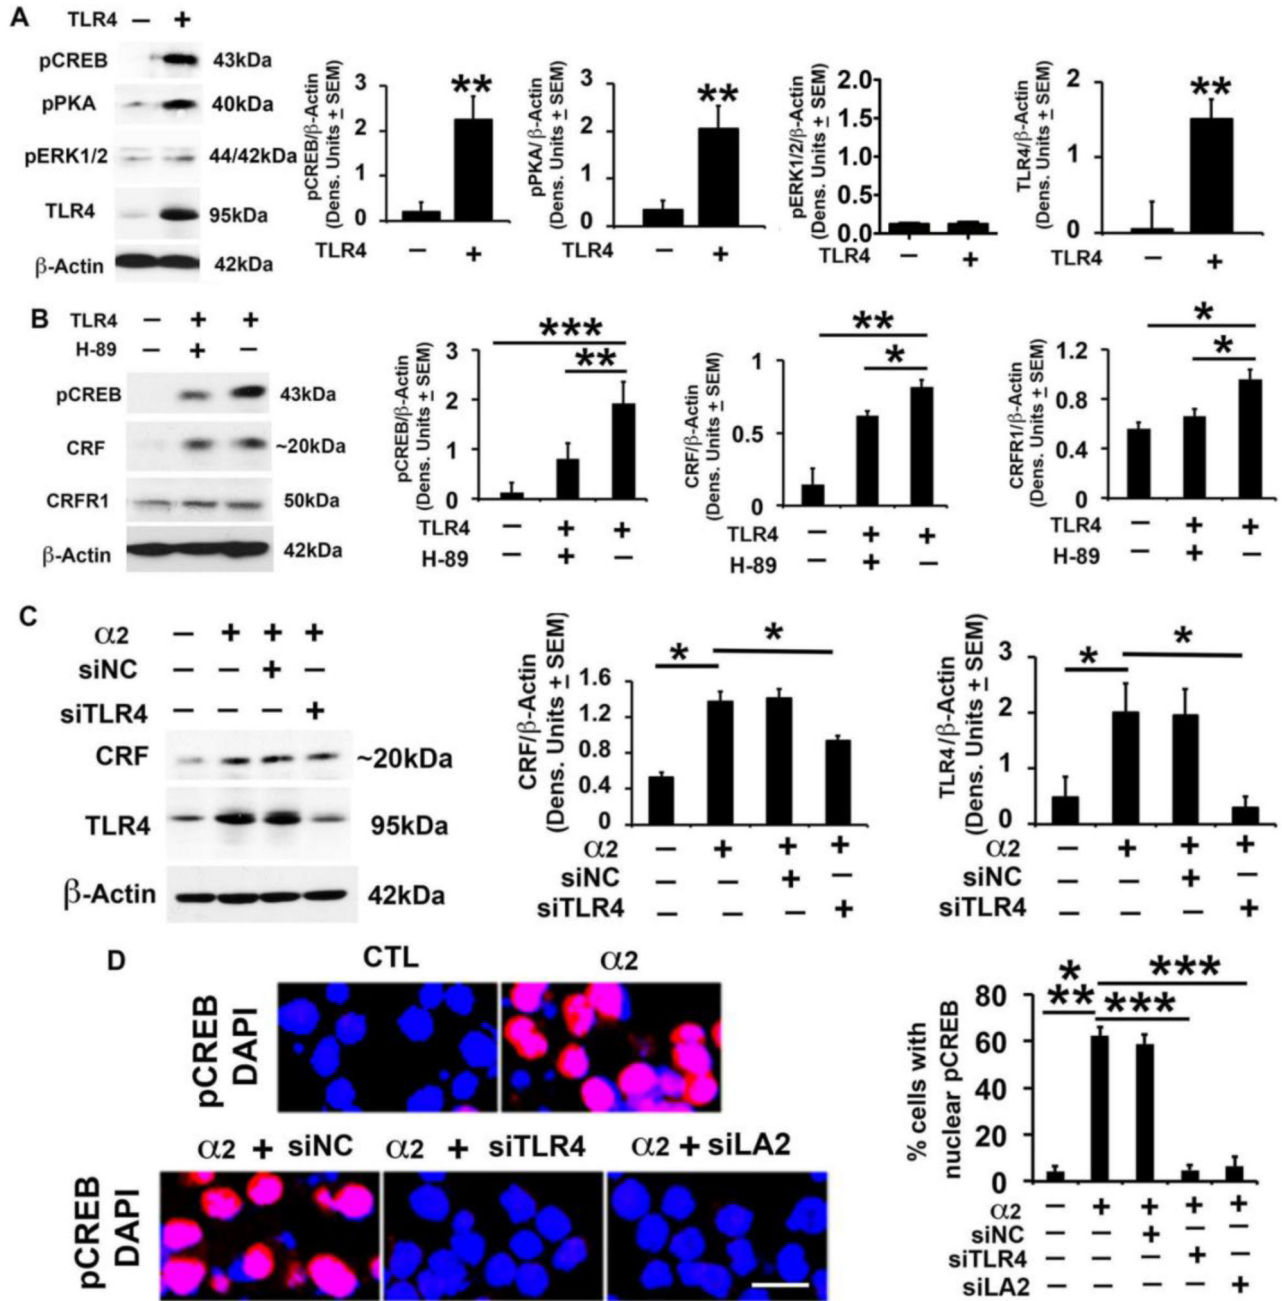 A
TLR4 — +
pCREB 43kDa
pPKA 40kDa
pERK1/2 44/42kDa
TLR4 95kDa
β-Actin 42kDa
pCREB/β-Actin
(Dens. Units ± SEM)
3
2
1
0
**
TLR4 — +
pPKA/β-Actin
(Dens. Units ± SEM)
3
2
1
0
**
TLR4 — +
pERK1/2/β-Actin
(Dens. Units ± SEM)
2.0
1.5
1.0
0.5
0.0
TLR4 — +
TLR4/β-Actin
(Dens. Units ± SEM)
2
1
0
**
TLR4 — +
B
TLR4 — + +
H-89 — + —
pCREB 43kDa
CRF ~20kDa
CRFR1 50kDa
β-Actin 42kDa
pCREB/β-Actin
(Dens. Units ± SEM)
3
2
1
0
***
**
TLR4 — + +
H-89 — + —
CRF/β-Actin
(Dens. Units ± SEM)
1
0.5
0
**
*
TLR4 — + +
H-89 — + —
CRFR1/β-Actin
(Dens. Units ± SEM)
1.2
0.8
0.4
0
*
*
TLR4 — + +
H-89 — + —
C
α2 — + + +
siNC — — + —
siTLR4 — — — +
CRF ~20kDa
TLR4 95kDa
β-Actin 42kDa
CRF/β-Actin
(Dens. Units ± SEM)
1.6
1.2
0.8
0.4
0
*
*
α2 — + + +
siNC — — + —
siTLR4 — — — +
TLR4/β-Actin
(Dens. Units ± SEM)
3
2
1
0
*
*
α2 — + + +
siNC — — + —
siTLR4 — — — +
D
CTL
α2
pCREB
DAPI
α2 + siNC
α2 + siTLR4
α2 + siLA2
pCREB
DAPI
% cells with
nuclear pCREB
80
60
40
20
0
*
**
***
***
α2 — + + + +
siNC — — + — —
siTLR4 — — — + —
siLA2 — — — — +